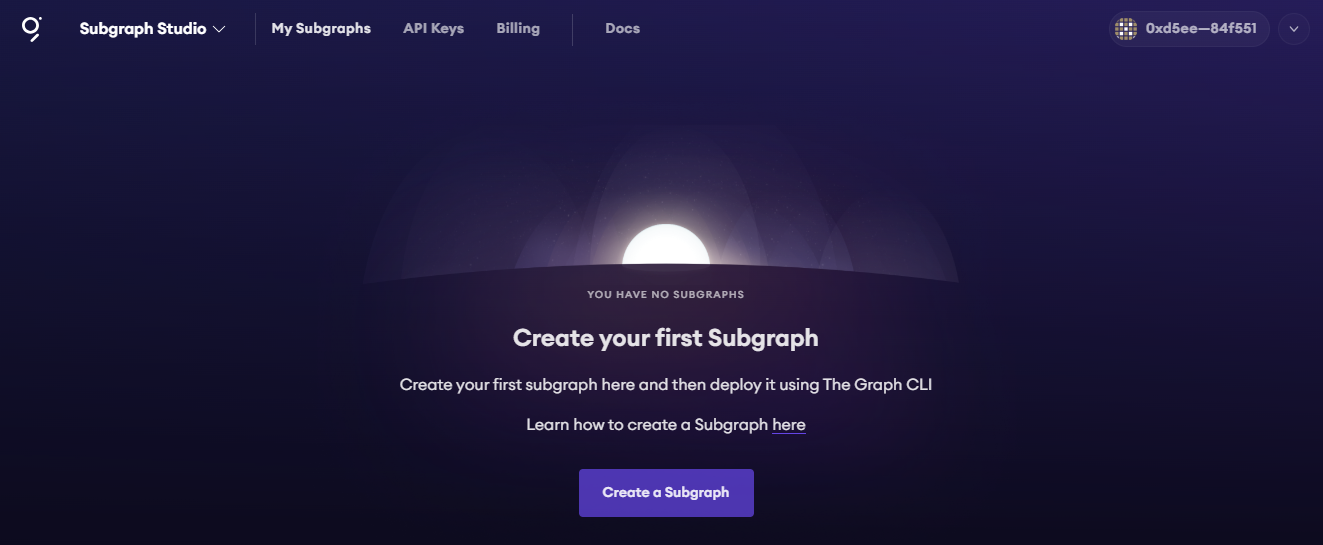 Subgraph Studio
My Subgraphs
API Keys
Billing
Docs
0xd5ee—84f551
YOU HAVE NO SUBGRAPHS
Create your first Subgraph
Create your first subgraph here and then deploy it using The Graph CLI
Learn how to create a Subgraph here
Create a Subgraph